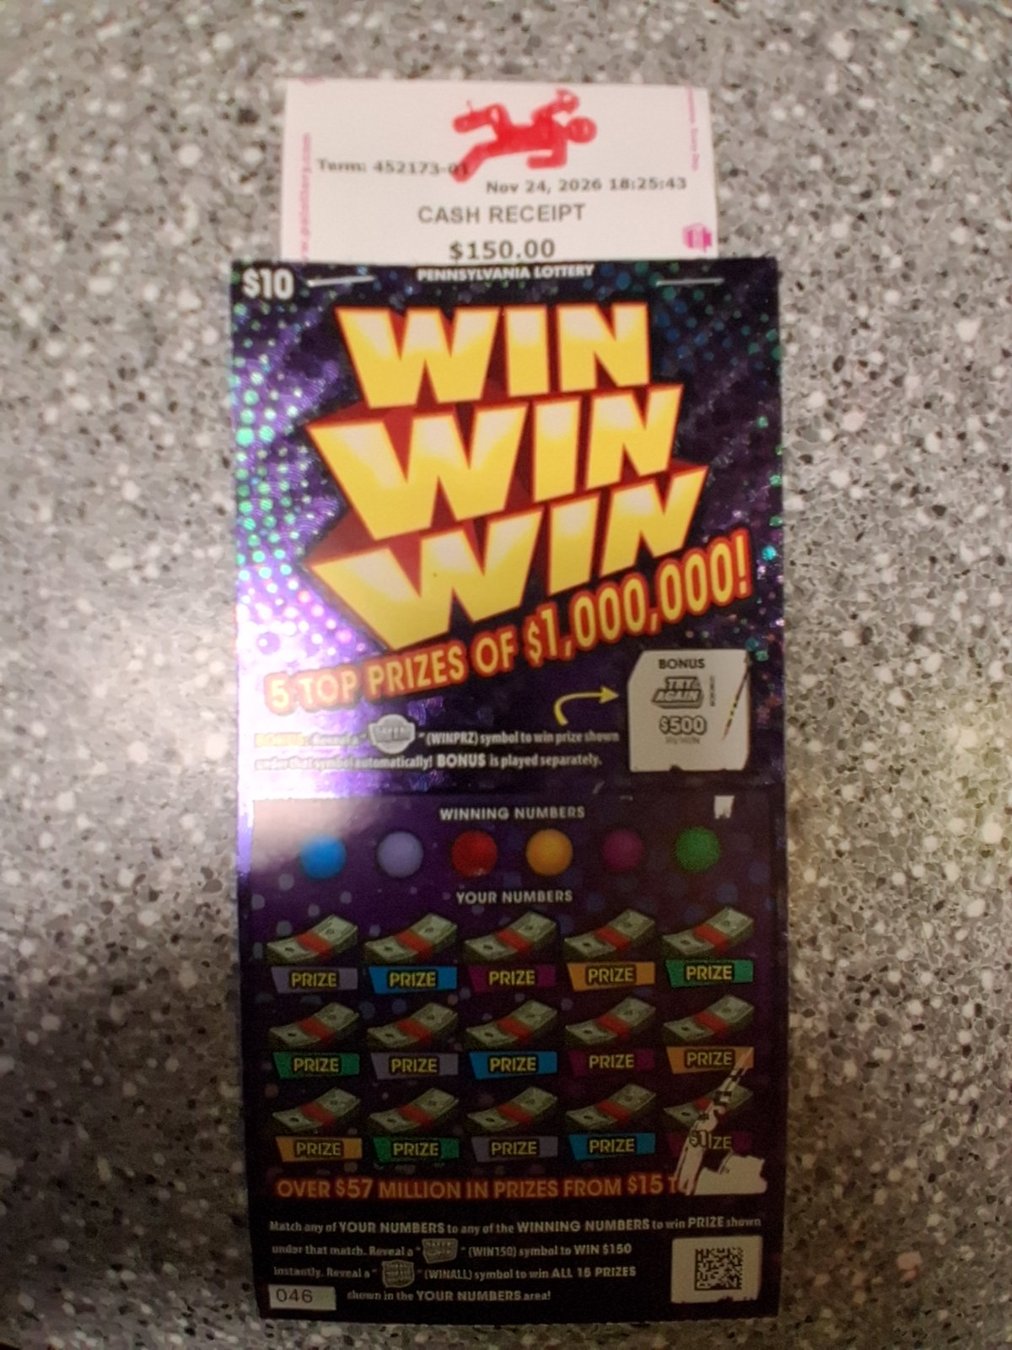 Term: 452173-01
Nov 24, 2026 18:25:43
CASH RECEIPT
$150.00
$10
PENNSYLVANIA LOTTERY
WIN
WIN
WIN
5 TOP PRIZES OF $1,000,000!
BONUS
TRY
AGAIN
$500
" (WINPRZ) symbol to win prize shown
under that symbol automatically! BONUS is played separately.
WINNING NUMBERS
YOUR NUMBERS
PRIZE PRIZE PRIZE PRIZE PRIZE
PRIZE PRIZE PRIZE PRIZE PRIZE
PRIZE PRIZE PRIZE PRIZE
OVER $57 MILLION IN PRIZES FROM $15 T
Match any of YOUR NUMBERS to any of the WINNING NUMBERS to win PRIZE shown
under that match. Reveal a " " (WIN150) symbol to WIN $150
instantly. Reveal a " " (WINALL) symbol to win ALL 15 PRIZES
shown in the YOUR NUMBERS area!
046